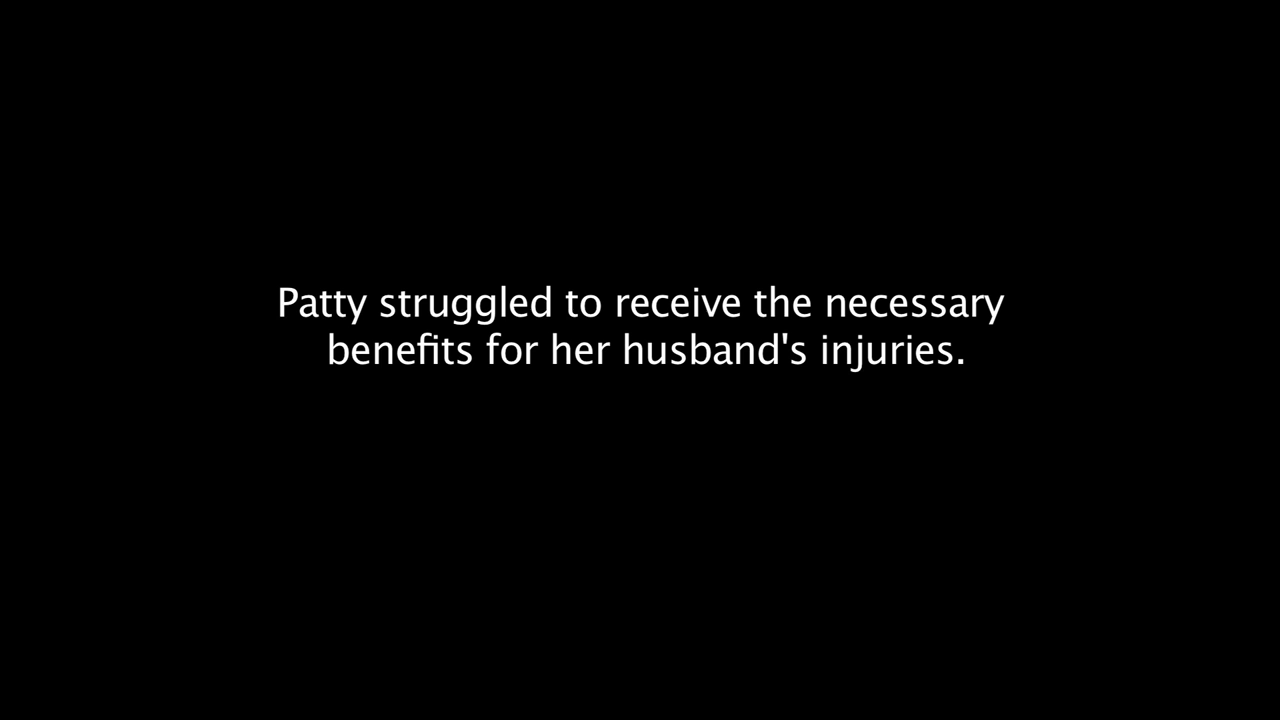 Patty struggled to receive the necessary
benefits for her husband's injuries.